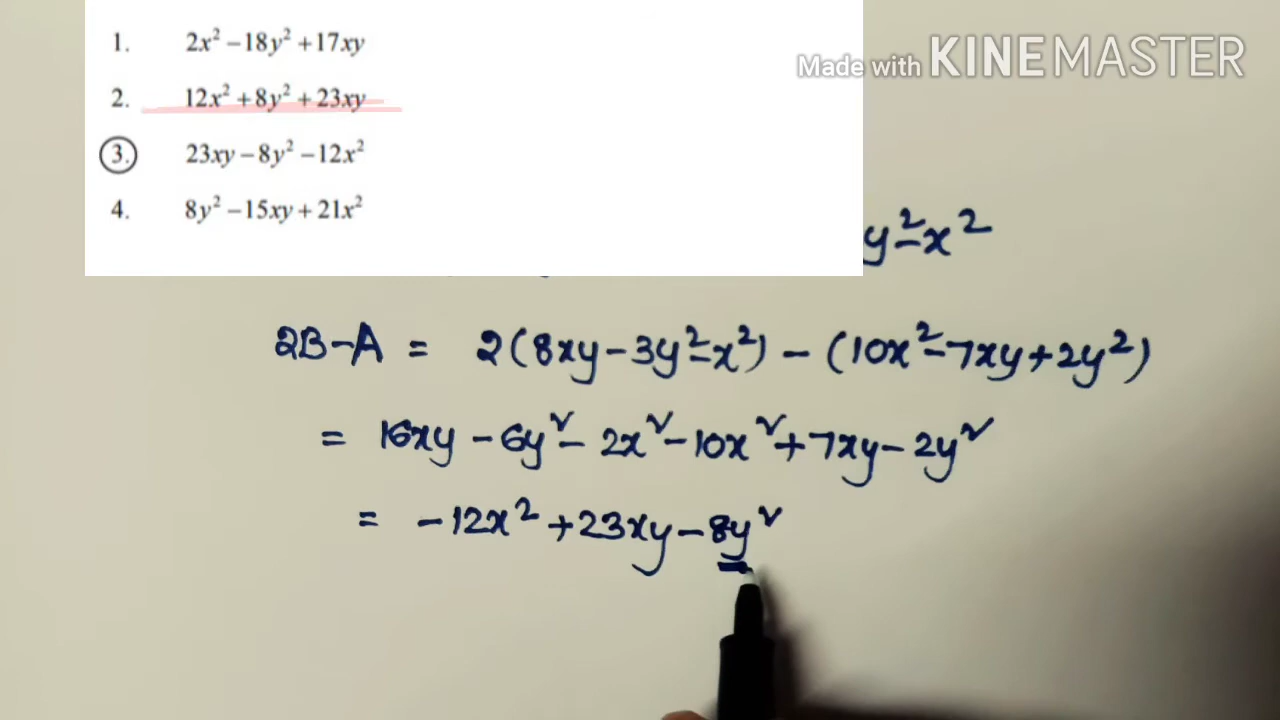 1. 2x² – 18y² + 17xy
Made with KINEMASTER
2. 12x² + 8y² + 23xy
3. 23xy – 8y² – 12x²
4. 8y² – 15xy + 21x²
y² – x²
2B – A = 2(8xy – 3y² – x²) – (10x² – 7xy + 2y²)
= 16xy – 6y² – 2x² – 10x² + 7xy – 2y²
= – 12x² + 23xy – 8y²